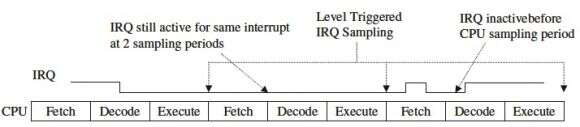 Level Triggered
IRQ Sampling
IRQ still active for same interrupt
at 2 sampling periods
IRQ inactivebefore
CPU sampling period
IRQ
CPU Fetch Decode Execute Fetch Decode Execute Fetch Decode Execute